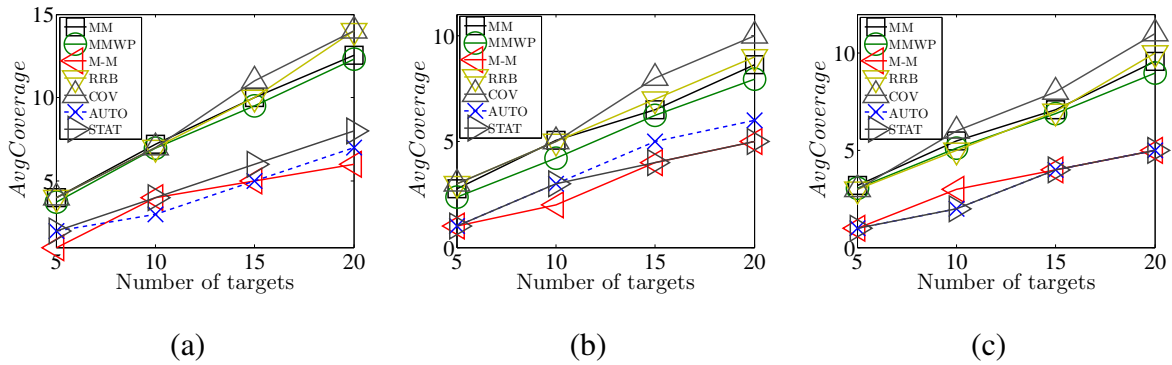 15
10
5
AvgCoverage
MM
MMWP
M-M
RRB
COV
AUTO
STAT
5 10 15 20
Number of targets
(a)
10
5
0
AvgCoverage
MM
MMWP
M-M
RRB
COV
AUTO
STAT
5 10 15 20
Number of targets
(b)
10
5
0
AvgCoverage
MM
MMWP
M-M
RRB
COV
AUTO
STAT
5 10 15 20
Number of targets
(c)